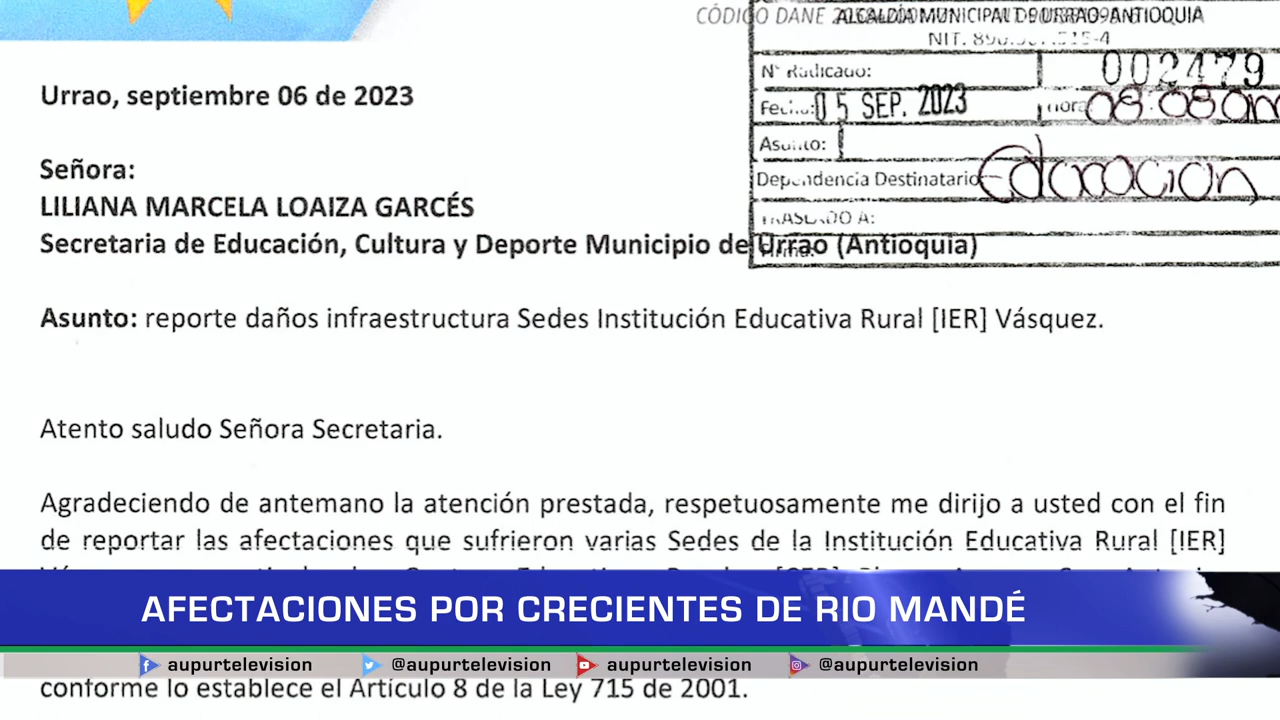 CÓDIGO DANE
ALCALDÍA MUNICIPAL DE URRAO-ANTIOQUIA
NIT.
N° Radicado: 002479
Fecha: 05 SEP. 2023 Hora: 08:08am
Asunto:
Dependencia Destinatario Educación
TRASLADO A:
Firma:
Urrao, septiembre 06 de 2023
Señora:
LILIANA MARCELA LOAIZA GARCÉS
Secretaria de Educación, Cultura y Deporte Municipio de Urrao (Antioquia)
Asunto: reporte daños infraestructura Sedes Institución Educativa Rural [IER] Vásquez.
Atento saludo Señora Secretaria.
Agradeciendo de antemano la atención prestada, respetuosamente me dirijo a usted con el fin
de reportar las afectaciones que sufrieron varias Sedes de la Institución Educativa Rural [IER]
AFECTACIONES POR CRECIENTES DE RIO MANDÉ
aupurtelevision @aupurtelevision aupurtelevision @aupurtelevision
conforme lo establece el Artículo 8 de la Ley 715 de 2001.